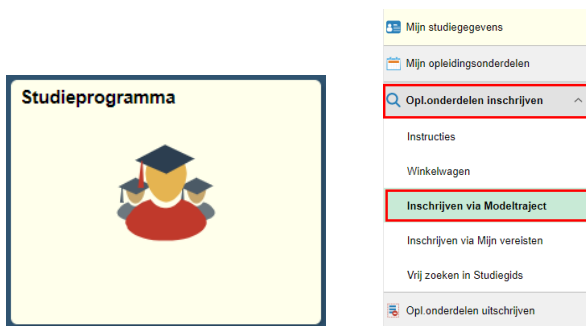 Studieprogramma
Mijn studiegegevens
Mijn opleidingsonderdelen
Opl.onderdelen inschrijven
Instructies
Winkelwagen
Inschrijven via Modeltraject
Inschrijven via Mijn vereisten
Vrij zoeken in Studiegids
Opl.onderdelen uitschrijven